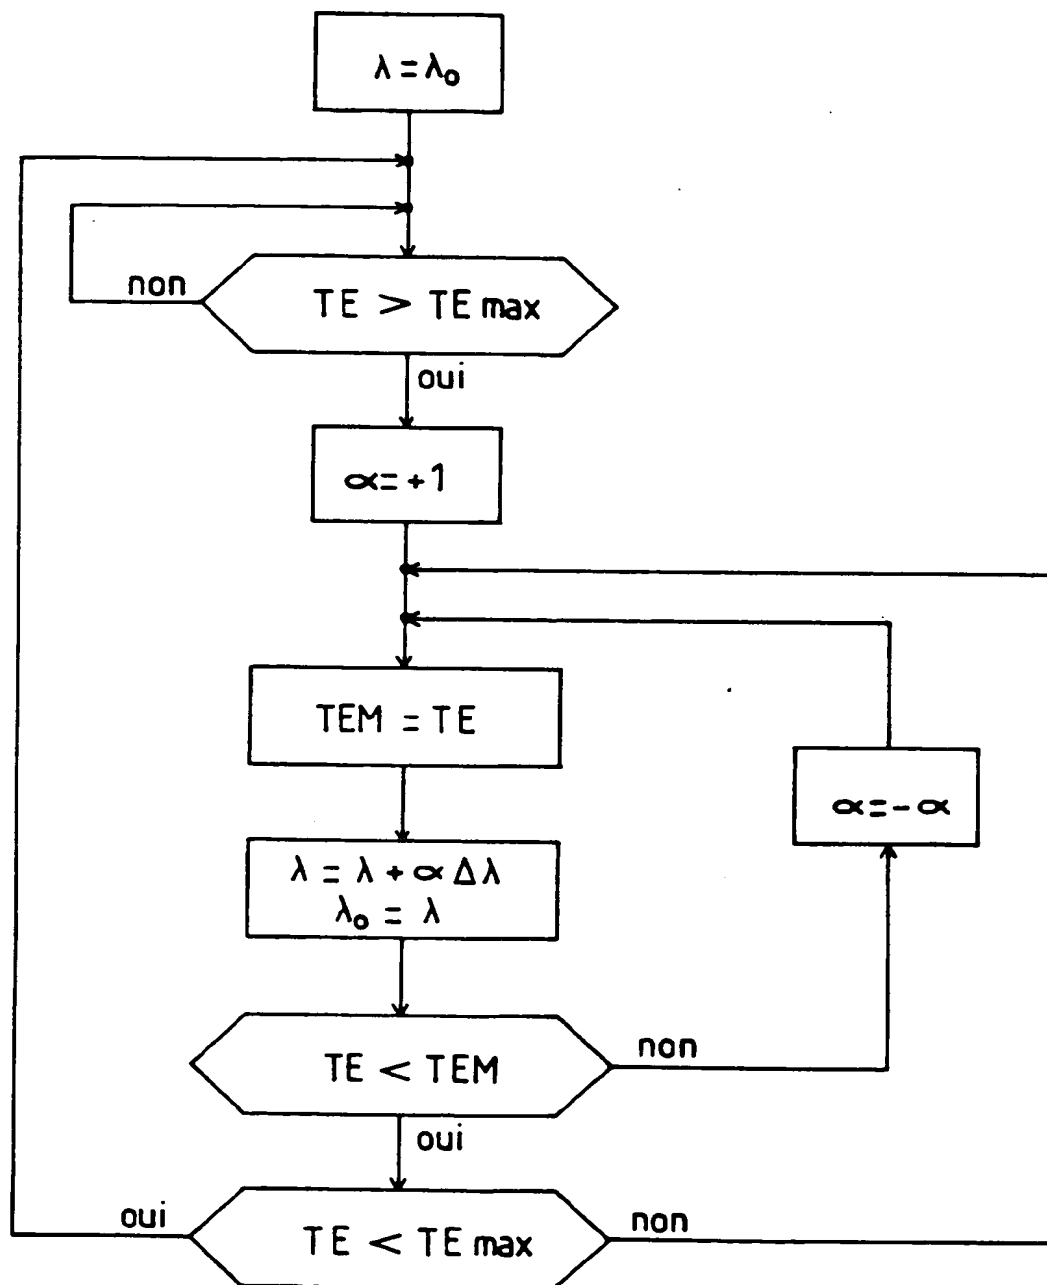 λ = λ₀
non
TE > TE max
oui
α = + 1
TEM = TE
α = - α
λ = λ + α Δλ
λ₀ = λ
TE < TEM
non
oui
oui
TE < TE max
non